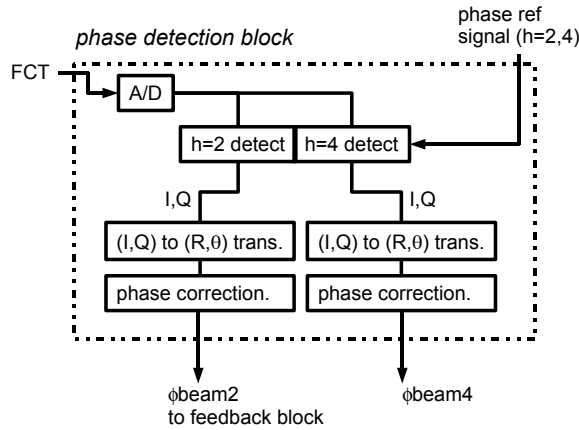 phase ref
signal (h=2,4)
phase detection block
FCT
A/D
h=2 detect
h=4 detect
I,Q
I,Q
(I,Q) to (R,θ) trans.
(I,Q) to (R,θ) trans.
phase correction.
phase correction.
ϕbeam2
to feedback block
ϕbeam4